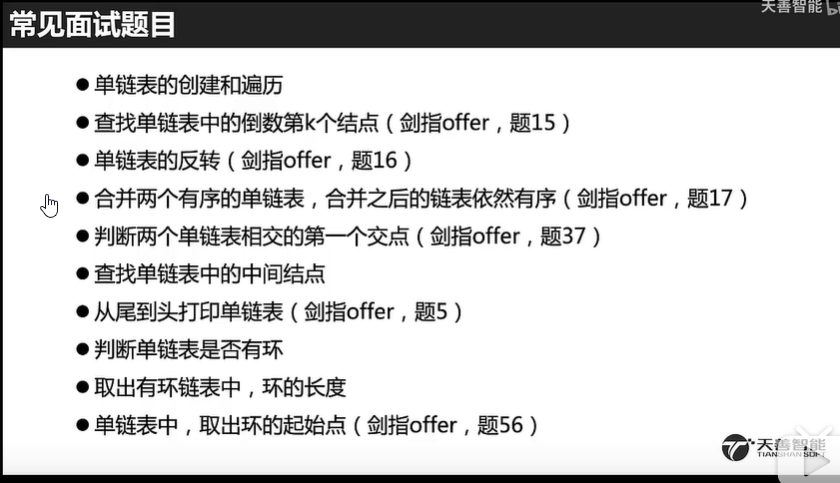 常见面试题目
天善智能
●单链表的创建和遍历
●查找单链表中的倒数第k个结点（剑指offer，题15）
●单链表的反转（剑指offer，题16）
●合并两个有序的单链表，合并之后的链表依然有序（剑指offer，题17）
●判断两个单链表相交的第一个交点（剑指offer，题37）
●查找单链表中的中间结点
●从尾到头打印单链表（剑指offer，题5）
●判断单链表是否有环
●取出有环链表中，环的长度
●单链表中，取出环的起始点（剑指offer，题56）
天善智能
TIANSHAN SOFT